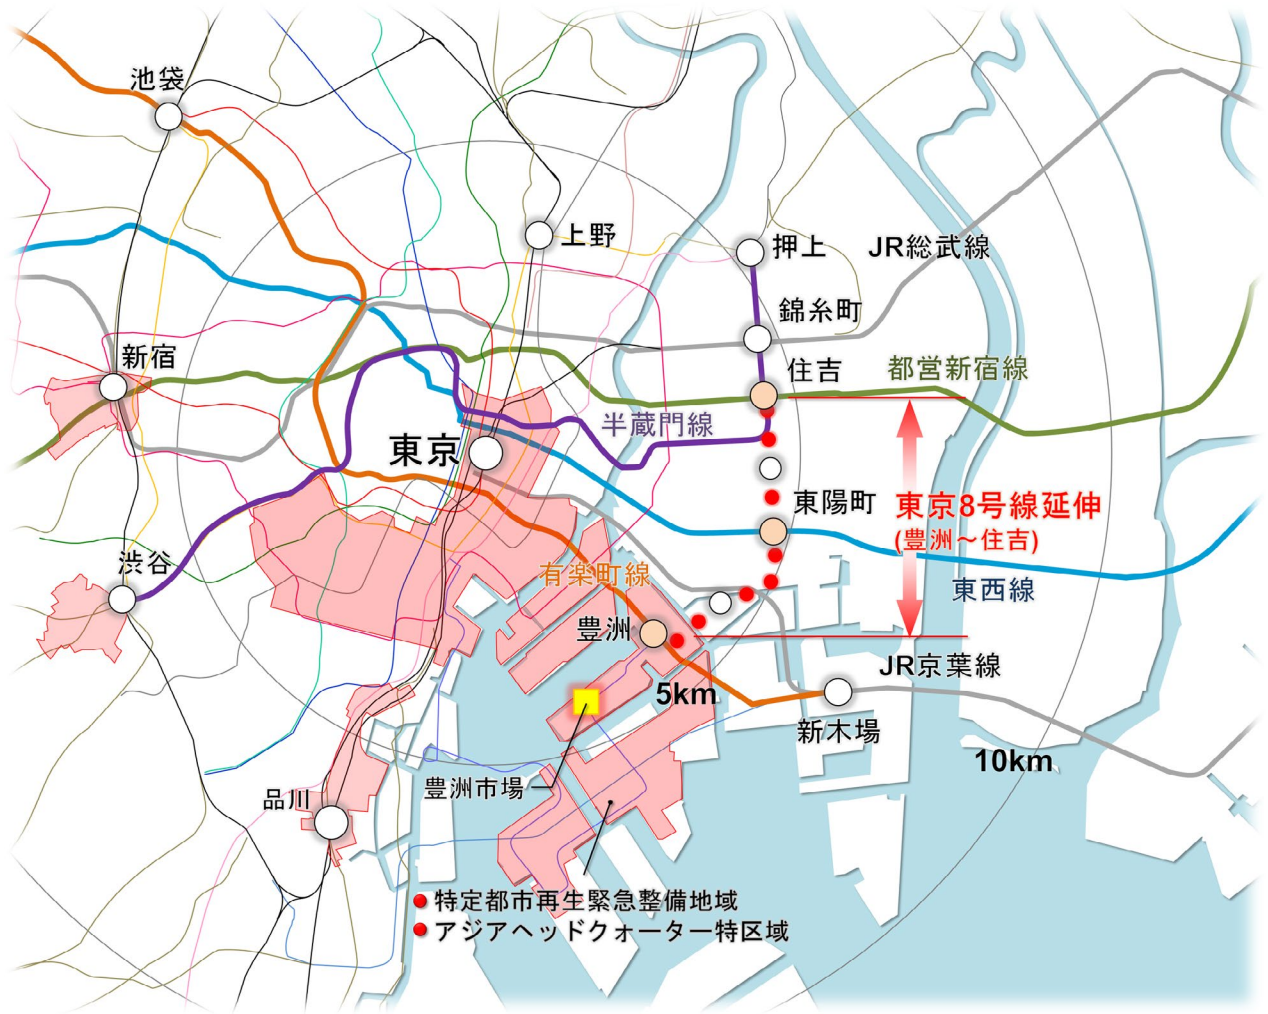 池袋
上野
押上
JR総武線
錦糸町
新宿
住吉
都営新宿線
半蔵門線
東京
東陽町
東京8号線延伸
(豊洲～住吉)
渋谷
有楽町線
東西線
豊洲
JR京葉線
5km
新木場
10km
豊洲市場
品川
特定都市再生緊急整備地域
アジアヘッドクォーター特区域